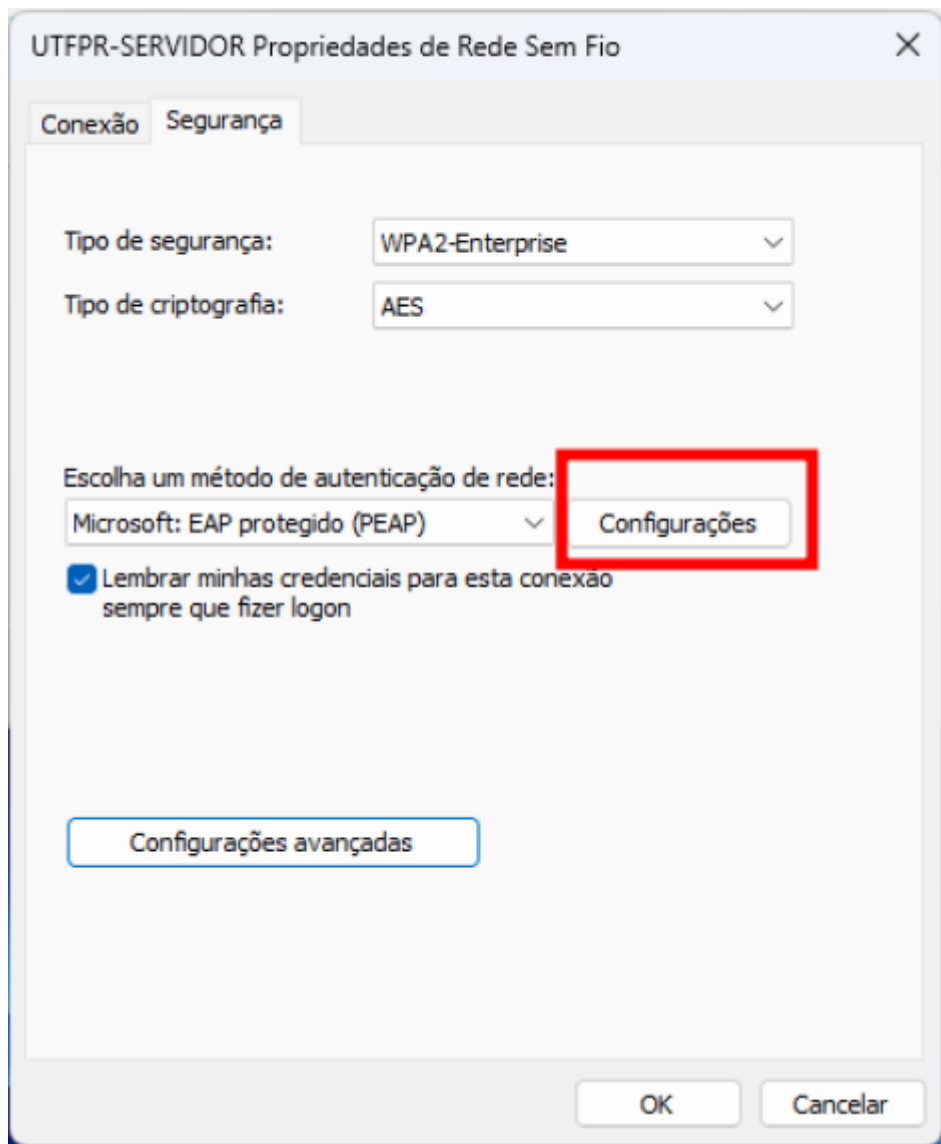 UTFPR-SERVIDOR Propriedades de Rede Sem Fio
Conexão
Segurança
Tipo de segurança:
WPA2-Enterprise
Tipo de criptografia:
AES
Escolha um método de autenticação de rede:
Microsoft: EAP protegido (PEAP)
Configurações
Lembrar minhas credenciais para esta conexão
sempre que fizer logon
Configurações avançadas
OK
Cancelar